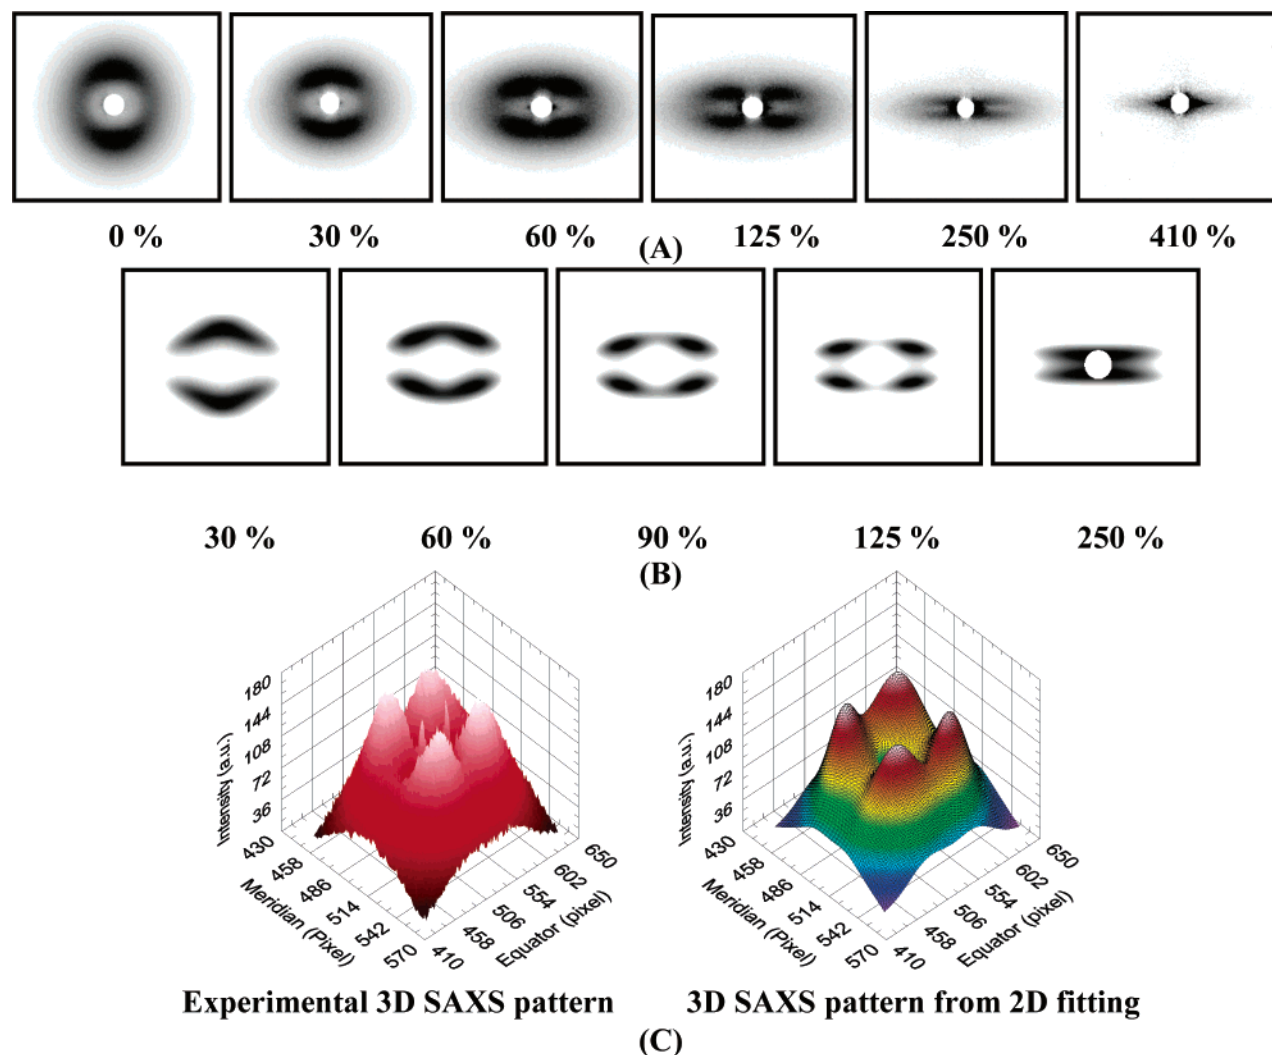 0 % 30 % 60 % 125 % 250 % 410 %
(A)
30 % 60 % 90 % 125 % 250 %
(B)
180
144
108
72
36
Intensity (a.u.)
430
458
486
514
542
570
Meridian (Pixel)
410
458
506
554
602
650
Equator (pixel)
180
144
108
72
36
Intensity (a.u.)
430
458
486
514
542
570
Meridian (Pixel)
410
458
506
554
602
650
Equator (pixel)
Experimental 3D SAXS pattern
3D SAXS pattern from 2D fitting
(C)